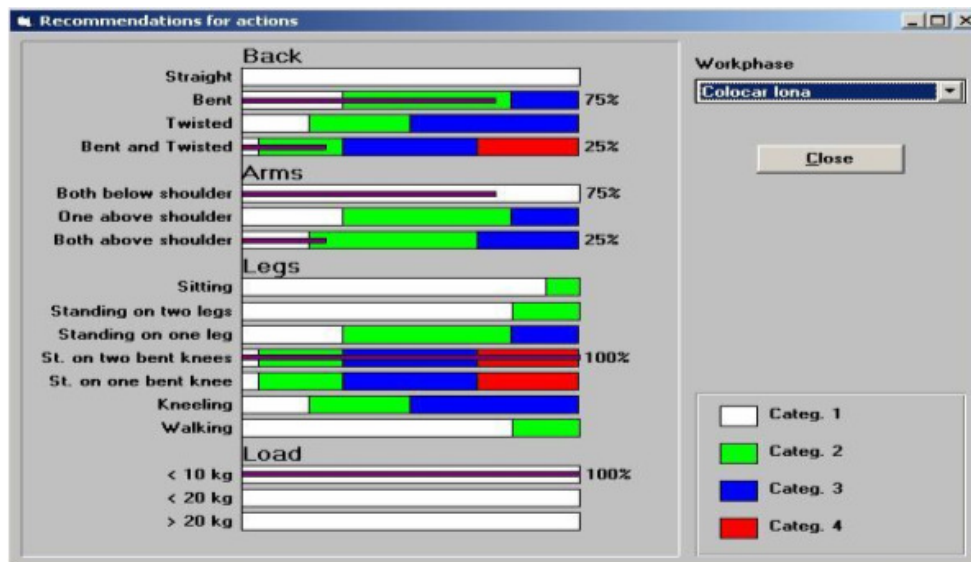 Recommendations for actions
Back
Straight
Bent 75%
Twisted
Bent and Twisted 25%
Arms
Both below shoulder 75%
One above shoulder
Both above shoulder 25%
Legs
Sitting
Standing on two legs
Standing on one leg
St. on two bent knees 100%
St. on one bent knee
Kneeling
Walking
Load
< 10 kg 100%
< 20 kg
> 20 kg
Workphase
Colocar lona
Close
Categ. 1
Categ. 2
Categ. 3
Categ. 4